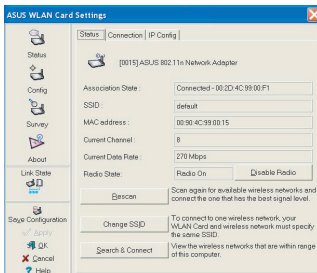 ASUS WLAN Card Settings
Status
Config
Survey
About
Link State
Save Configuration
Apply
OK
Cancel
Help
Status Connection IP Config
[0015] ASUS 802.11n Network Adapter
Association State : Connected - 00:2D:4C:99:00:F1
SSID : default
MAC address : 00:90:4C:99:00:15
Current Channel : 8
Current Data Rate : 270 Mbps
Radio State: Radio On Disable Radio
Rescan Scan again for available wireless networks and
connect the one that has the best signal level.
Change SSID To connect to one wireless network, your
WLAN Card and wireless network must specify
the same SSID.
Search & Connect View the wireless networks that are within range
of this computer.